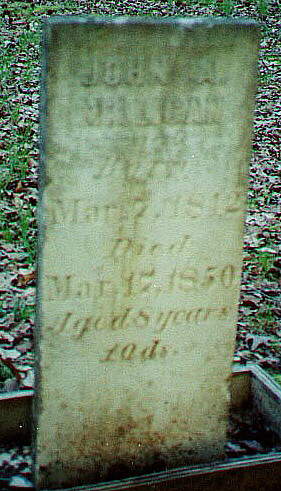 JOHN A.
Born
Mar. 7, 1842
Died
Mar. 17, 1850
Aged 8 years
10 ds.